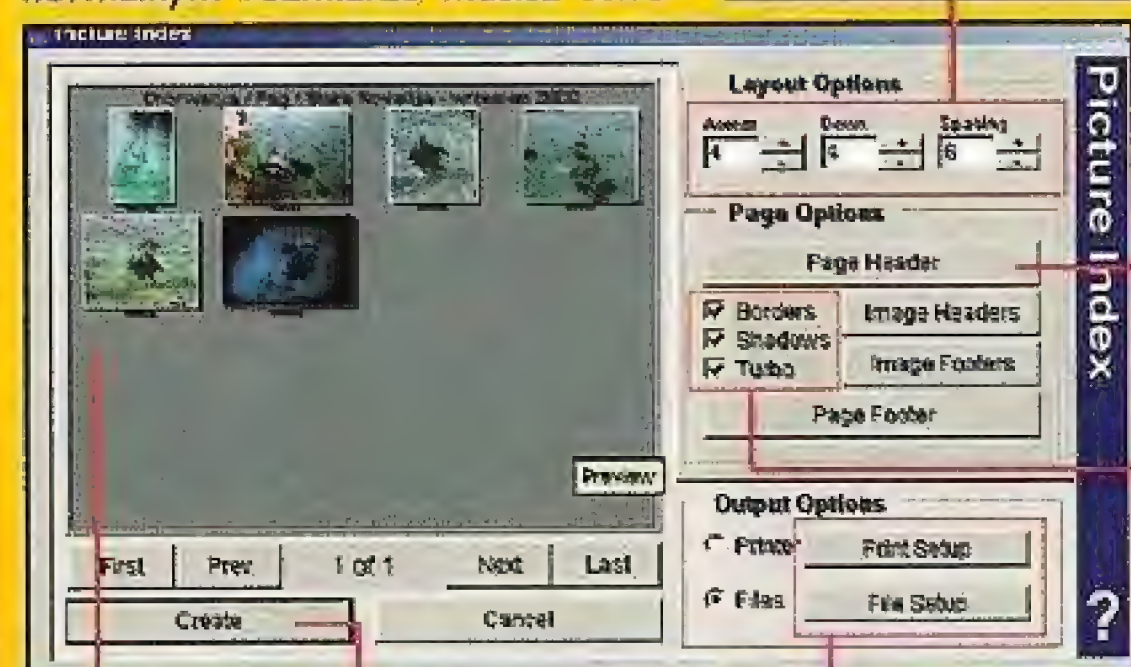 Picture Index
Layout Options
Across Down Spacing
4 6
Page Options
Page Header
Borders Image Headers
Shadows
Turbo Image Footers
Page Footer
Preview
Output Options
Printer Print Setup
Files File Setup
First Prev 1 of 1 Next Last
Create Cancel
Picture Index ?